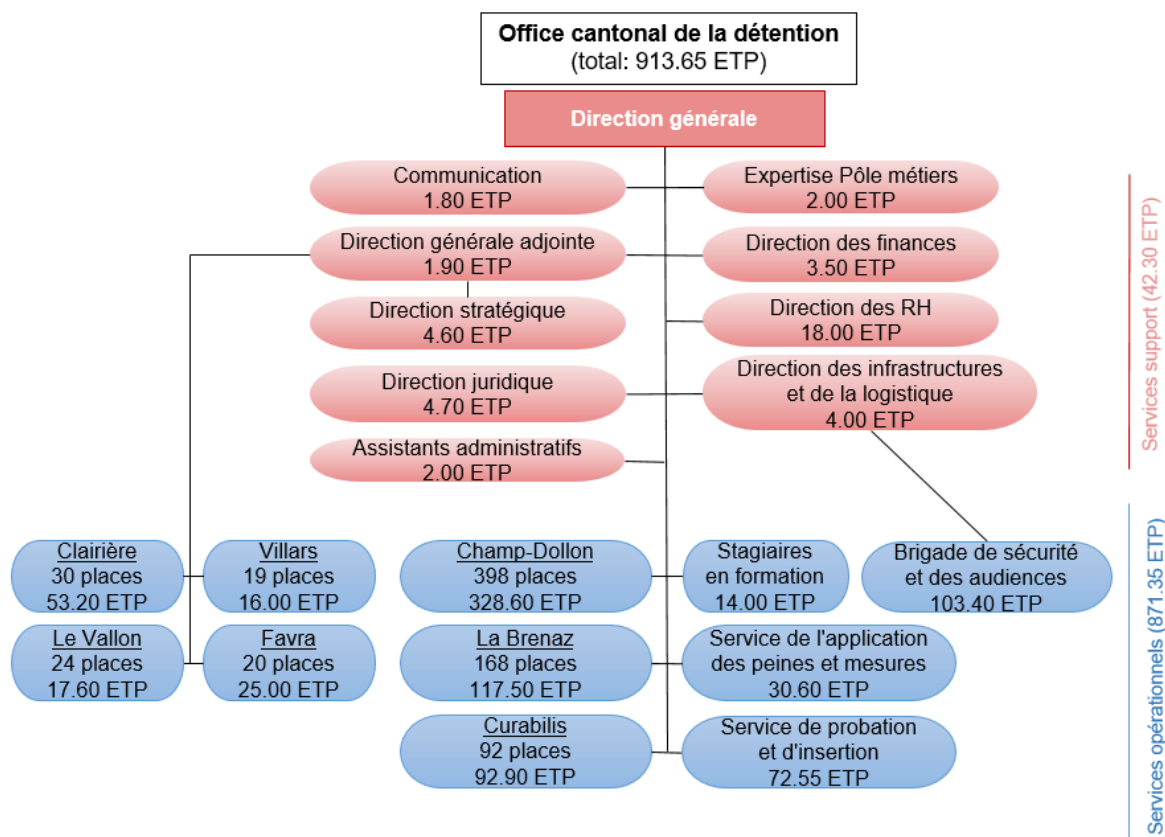 Office cantonal de la détention
(total: 913.65 ETP)
Direction générale
Communication
1.80 ETP
Expertise Pôle métiers
2.00 ETP
Direction générale adjointe
1.90 ETP
Direction des finances
3.50 ETP
Direction stratégique
4.60 ETP
Direction des RH
18.00 ETP
Direction juridique
4.70 ETP
Direction des infrastructures
et de la logistique
4.00 ETP
Assistants administratifs
2.00 ETP
Services support (42.30 ETP)
Clairière
30 places
53.20 ETP
Villars
19 places
16.00 ETP
Champ-Dollon
398 places
328.60 ETP
Stagiaires
en formation
14.00 ETP
Brigade de sécurité
et des audiences
103.40 ETP
Le Vallon
24 places
17.60 ETP
Favra
20 places
25.00 ETP
La Brenaz
168 places
117.50 ETP
Service de l'application
des peines et mesures
30.60 ETP
Curabilis
92 places
92.90 ETP
Service de probation
et d'insertion
72.55 ETP
Services opérationnels (871.35 ETP)